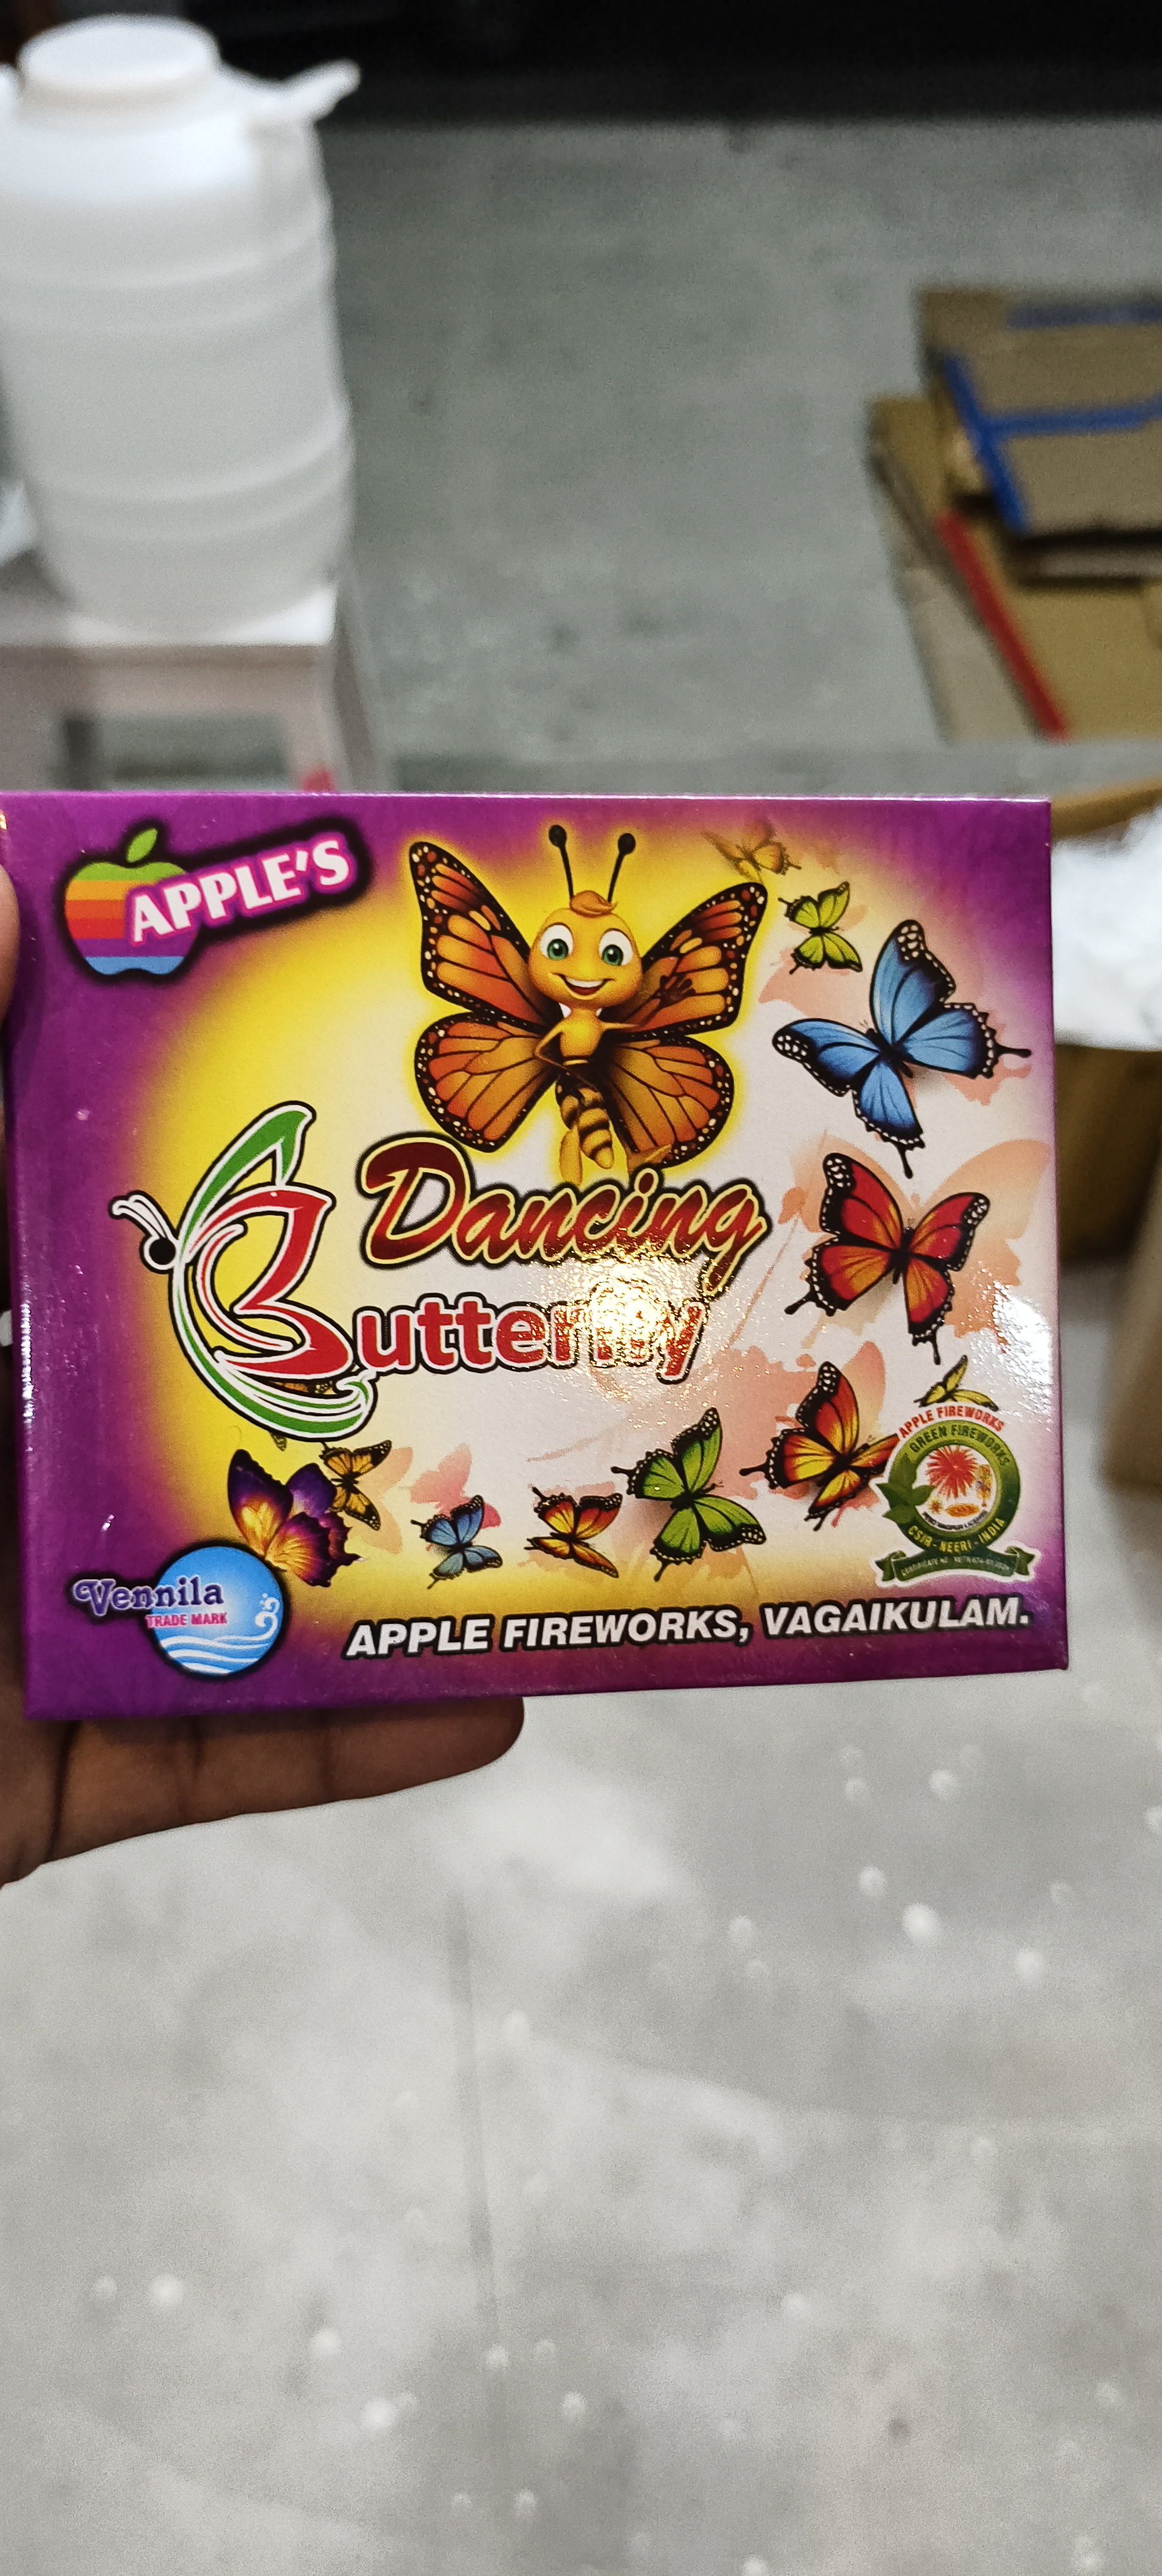 APPLE'S
Dancing
Butterfly
APPLE FIREWORKS
GREEN FIREWORKS
CSIR - NEERI - INDIA
Vennila
TRADE MARK
APPLE FIREWORKS, VAGAIKULAM.